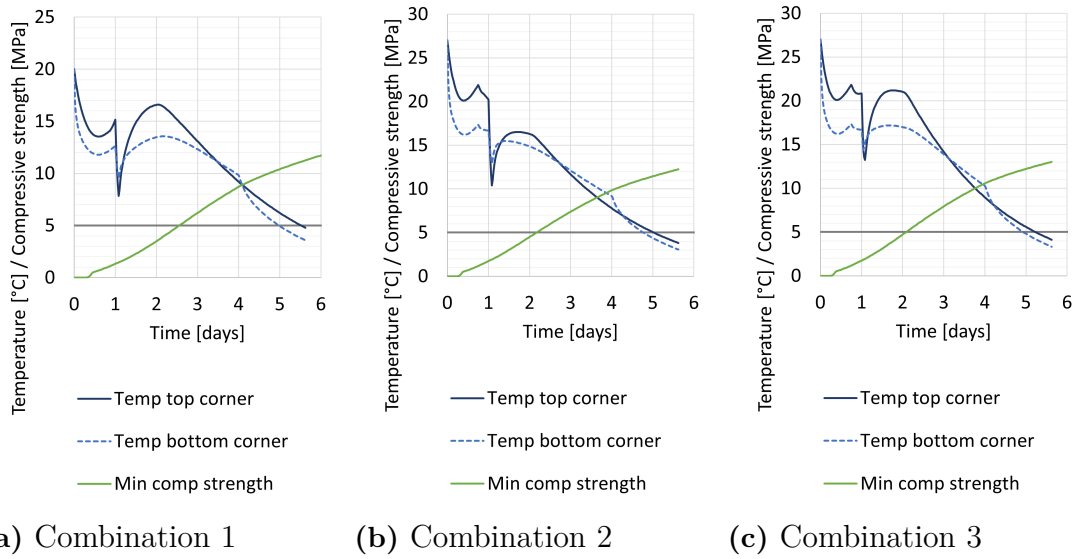 Temperature [°C] / Compressive strength [MPa]
25
20
15
10
5
0
0 1 2 3 4 5 6
Time [days]
Temp top corner
Temp bottom corner
Min comp strength
a) Combination 1
Temperature [°C] / Compressive strength [MPa]
30
25
20
15
10
5
0
0 1 2 3 4 5 6
Time [days]
Temp top corner
Temp bottom corner
Min comp strength
(b) Combination 2
Temperature [°C] / Compressive strength [MPa]
30
25
20
15
10
5
0
0 1 2 3 4 5 6
Time [days]
Temp top corner
Temp bottom corner
Min comp strength
(c) Combination 3